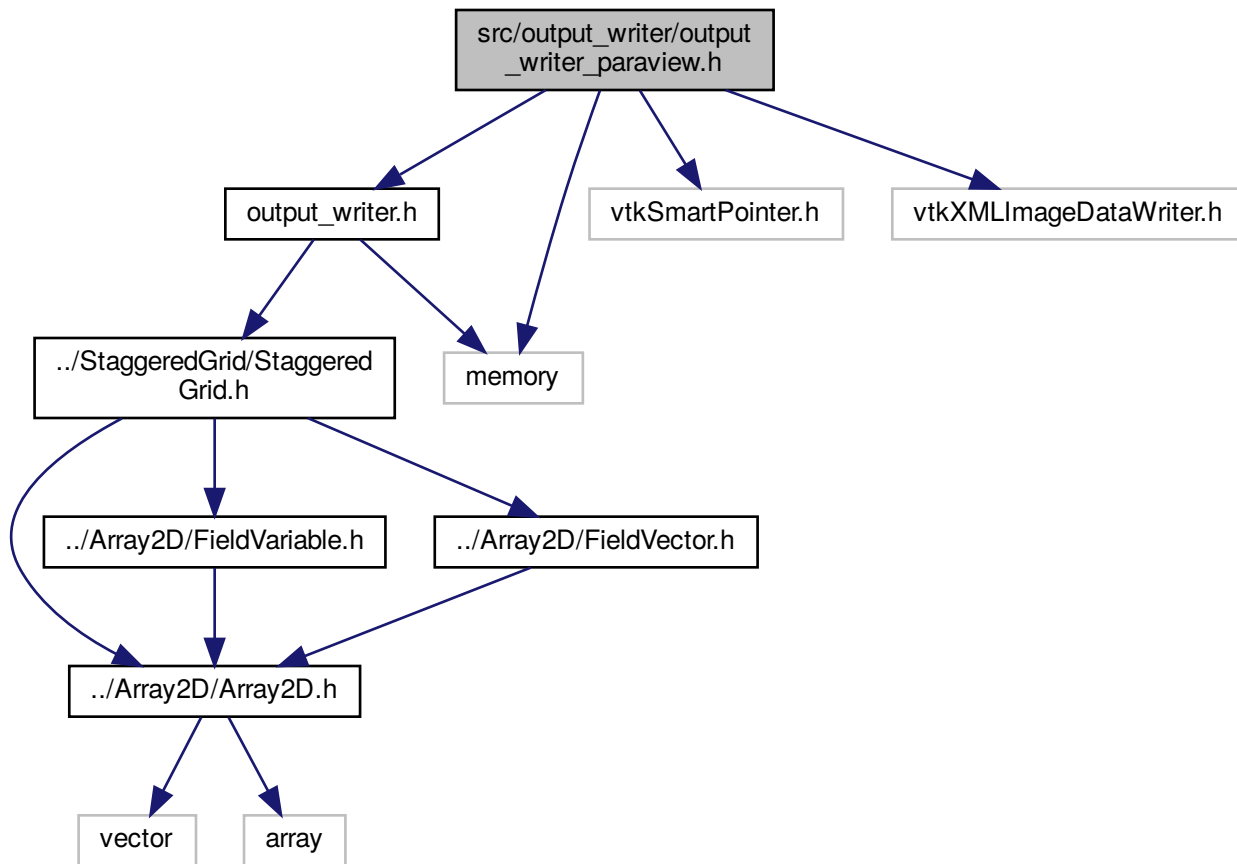 src/output_writer/output
_writer_paraview.h
output_writer.h
vtkSmartPointer.h
vtkXMLImageDataWriter.h
../StaggeredGrid/Staggered
Grid.h
memory
../Array2D/FieldVariable.h
../Array2D/FieldVector.h
../Array2D/Array2D.h
vector
array